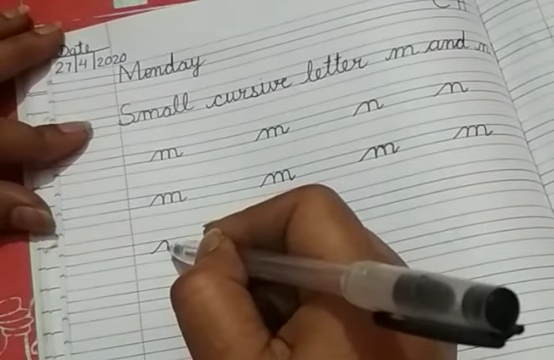 Date
27/4/2020
Monday
Small cursive letter m and n
m m n n
m m m m